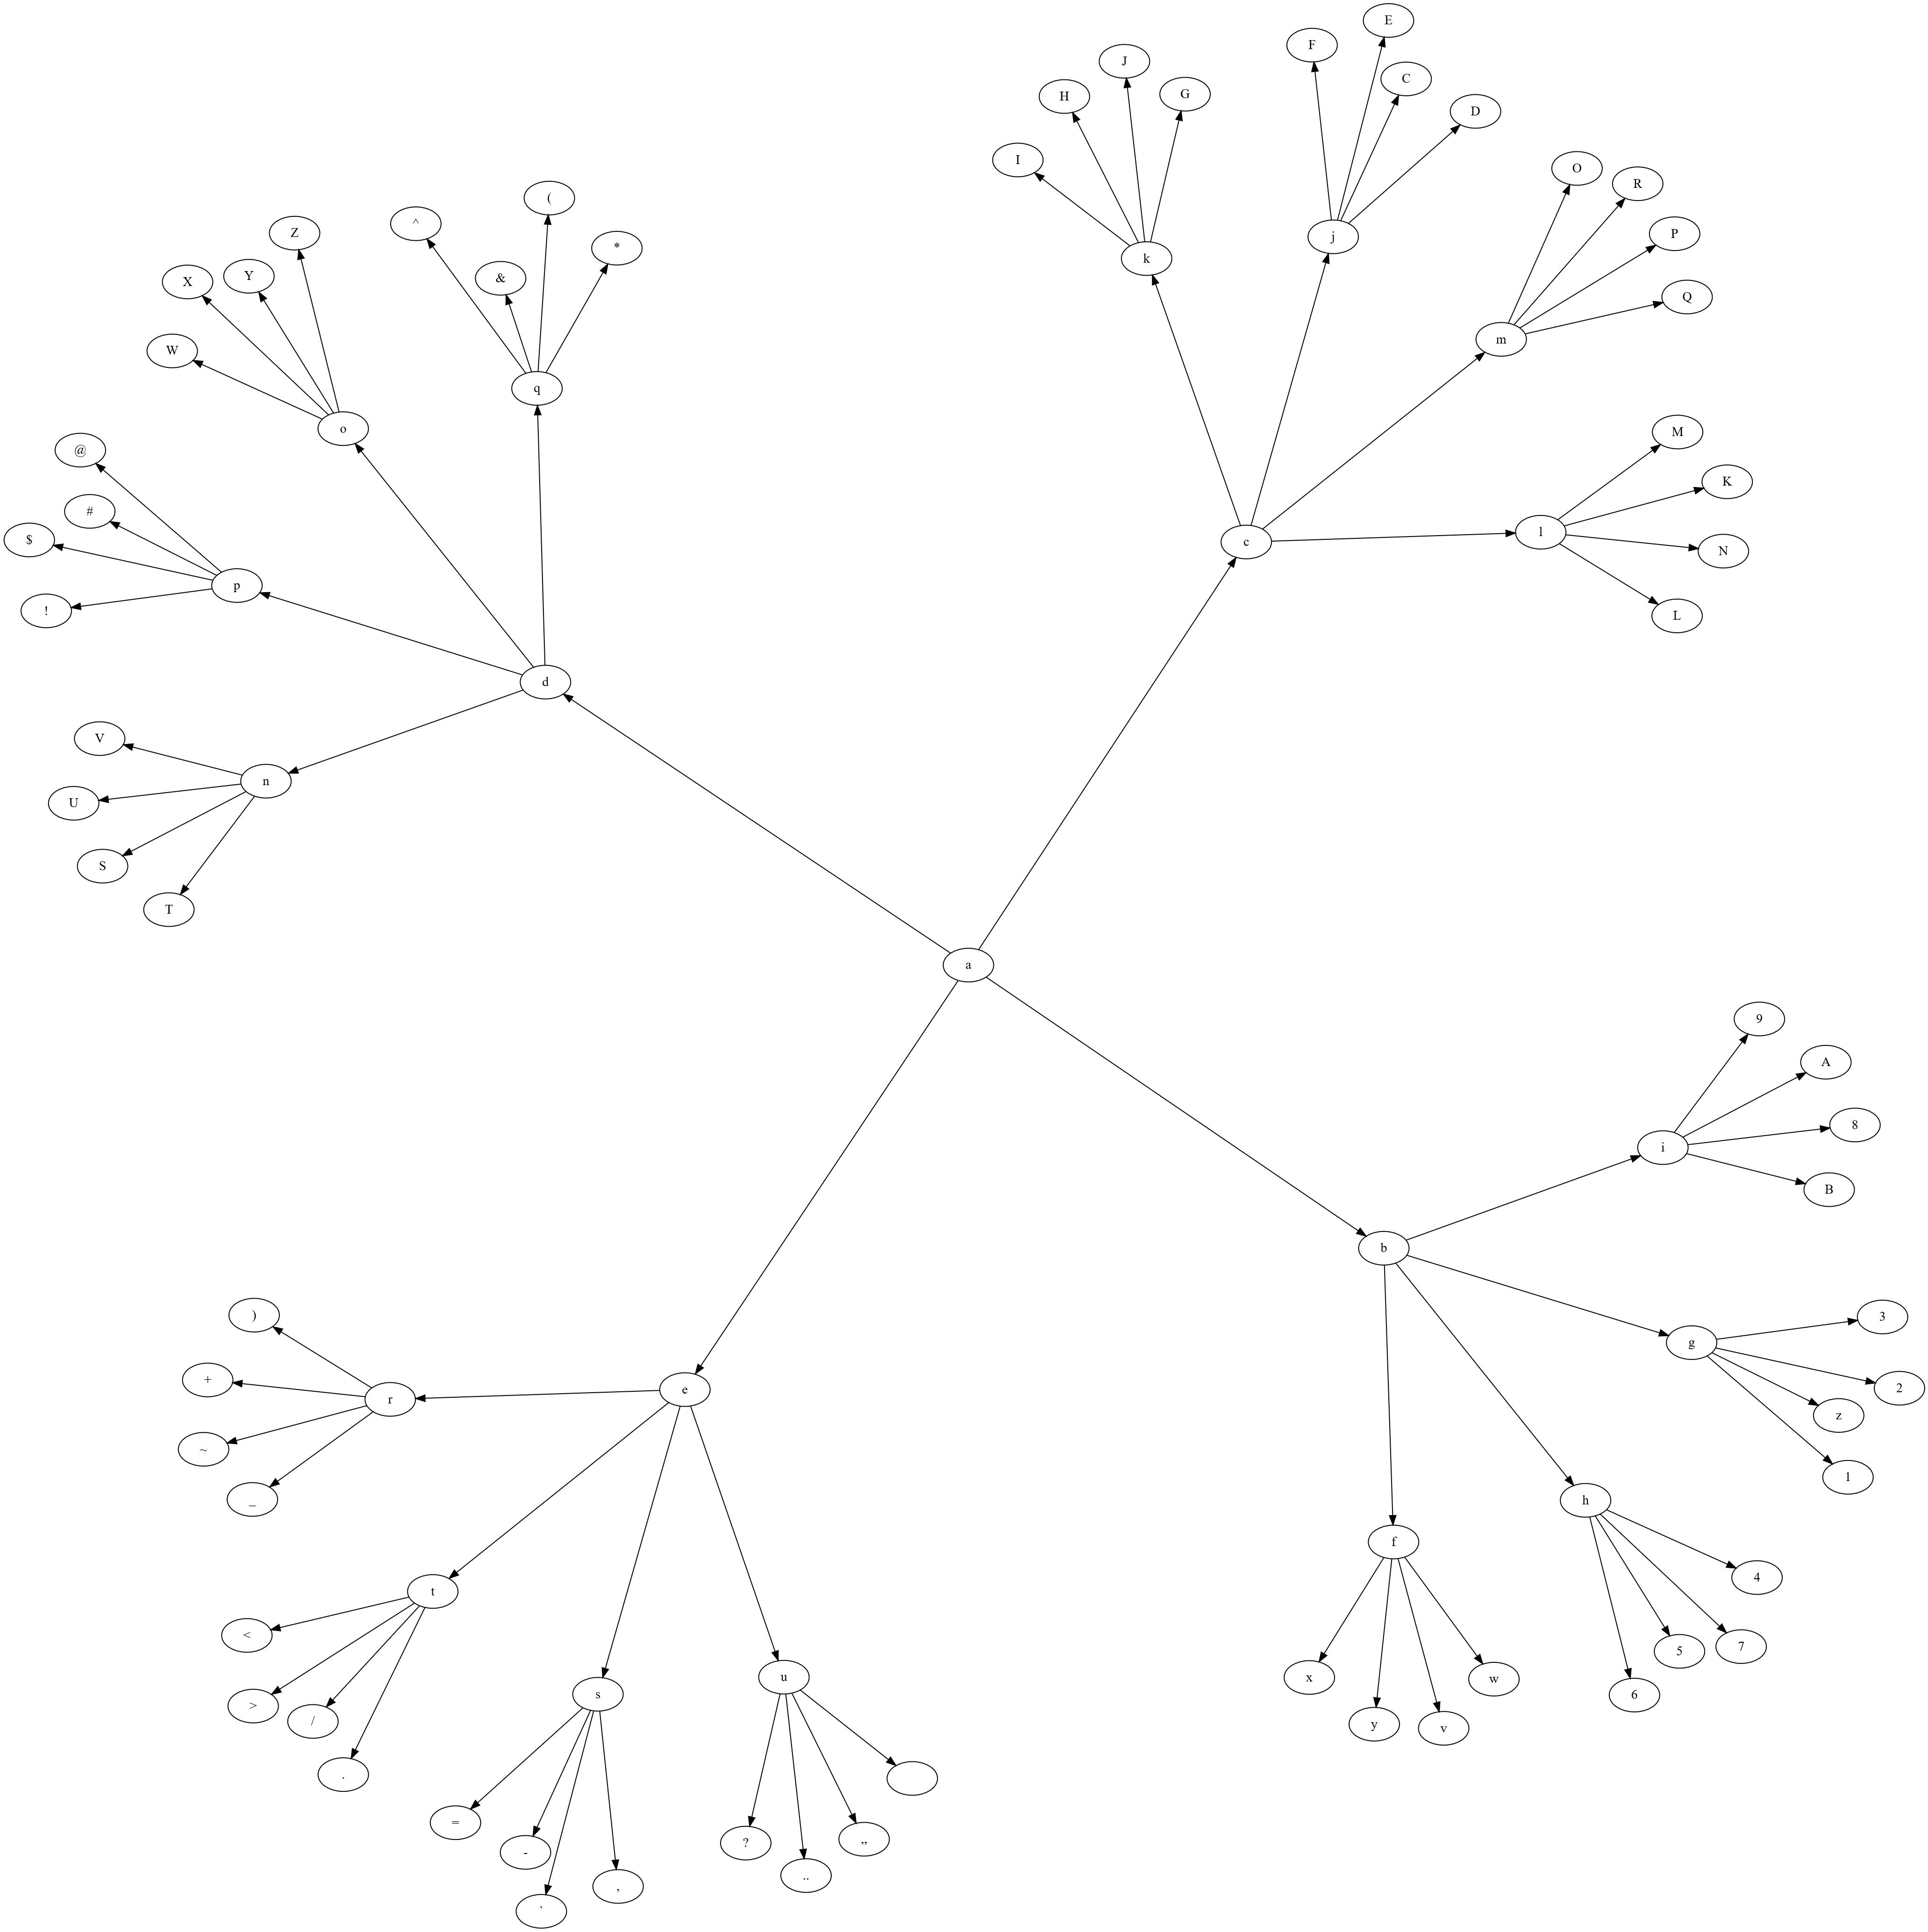 E
F
J
C
G
H
D
I
O
R
(
^
Z
P
j
*
k
Y
&
X
Q
m
W
q
o
M
@
K
#
l
$
c
N
p
!
L
d
V
n
U
S
T
a
9
A
8
i
B
b
)
3
g
+
2
e
r
z
~
1
_
h
f
4
t
<
7
5
u
x
w
s
6
>
/
y
v
.
=
,,
?
-
..
,
`